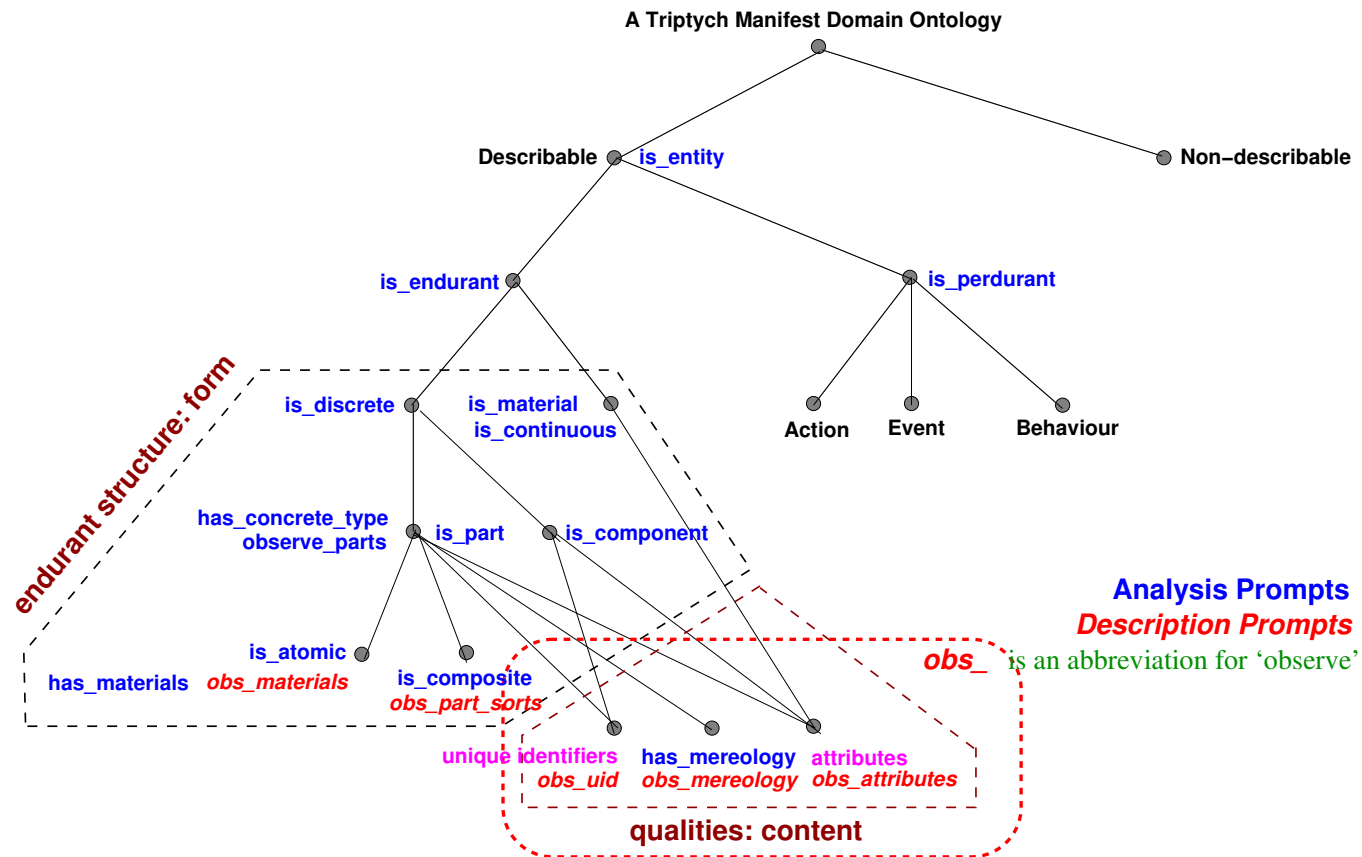 A Triptych Manifest Domain Ontology
Describable
is_entity
Non−describable
is_endurant
is_perdurant
endurant structure: form
is_discrete
is_material
is_continuous
Action
Event
Behaviour
has_concrete_type
observe_parts
is_part
is_component
Analysis Prompts
Description Prompts
obs_ is an abbreviation for ‘observe’
is_atomic
has_materials
obs_materials
is_composite
obs_part_sorts
unique identifiers
obs_uid
has_mereology
obs_mereology
attributes
obs_attributes
qualities: content